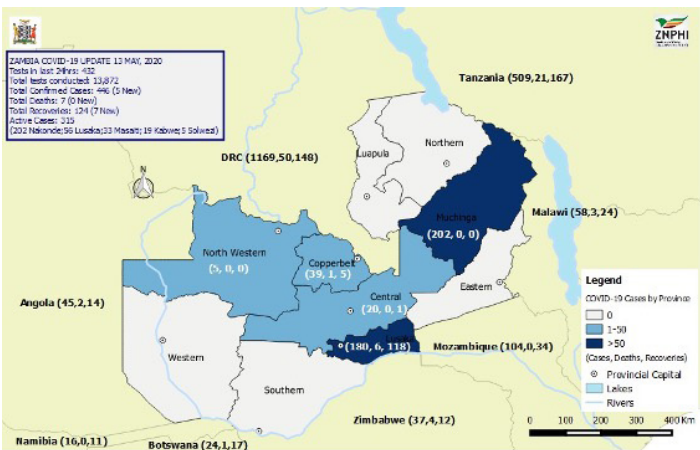 ZNPHI
ZAMBIA COVID-19 UPDATE 13 MAY, 2020
Tests in last 24hrs: 432
Total tests conducted: 13,872
Total Confirmed Cases: 446 (5 New)
Total Deaths: 7 (0 New)
Total Recoveries: 124 (7 New)
Active Cases: 315
(202 Nakonde;56 Lusaka;33 Masaiti; 19 Kabwe;5 Solwezi)
Tanzania (509,21,167)
DRC (1169,50,148)
Luapula
Northern
N
Muchinga
(202, 0, 0)
Malawi (58,3,24)
North Western
(5, 0, 0)
Copperbelt
(39, 1, 5)
Central
(20, 0, 1)
Eastern
Angola (45,2,14)
(180, 6, 118)
Mozambique (104,0,34)
Western
Southern
Zimbabwe (37,4,12)
Namibia (16,0,11)
Botswana (24,1,17)
Legend
COVID-19 Cases by Province
0
1-50
>50
(Cases, Deaths, Recoveries)
Provincial Capital
Lakes
Rivers
0 100 200 300 400 Km